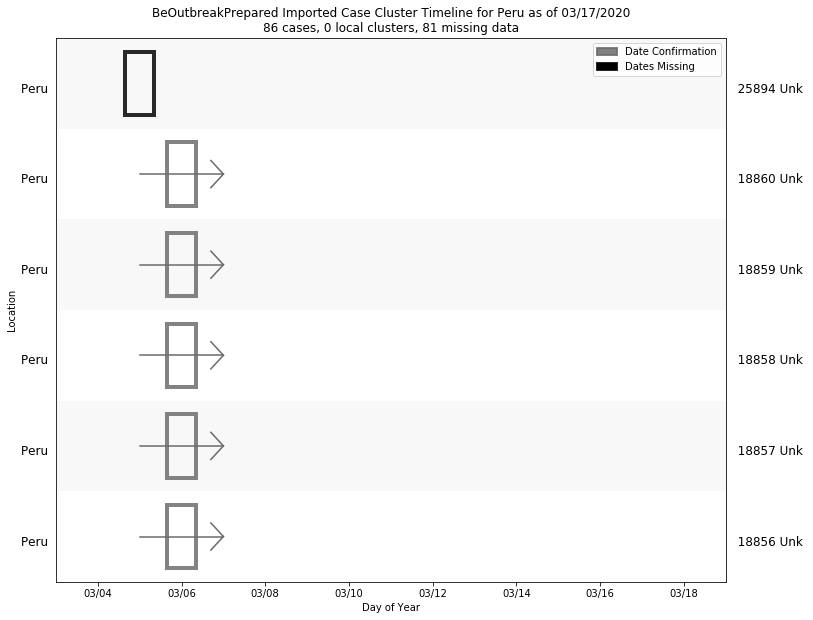 BeOutbreakPrepared Imported Case Cluster Timeline for Peru as of 03/17/2020
86 cases, 0 local clusters, 81 missing data
Date Confirmation
Dates Missing
Peru 25894 Unk
Peru 18860 Unk
Peru 18859 Unk
Peru 18858 Unk
Peru 18857 Unk
Peru 18856 Unk
Location
03/04 03/06 03/08 03/10 03/12 03/14 03/16 03/18
Day of Year